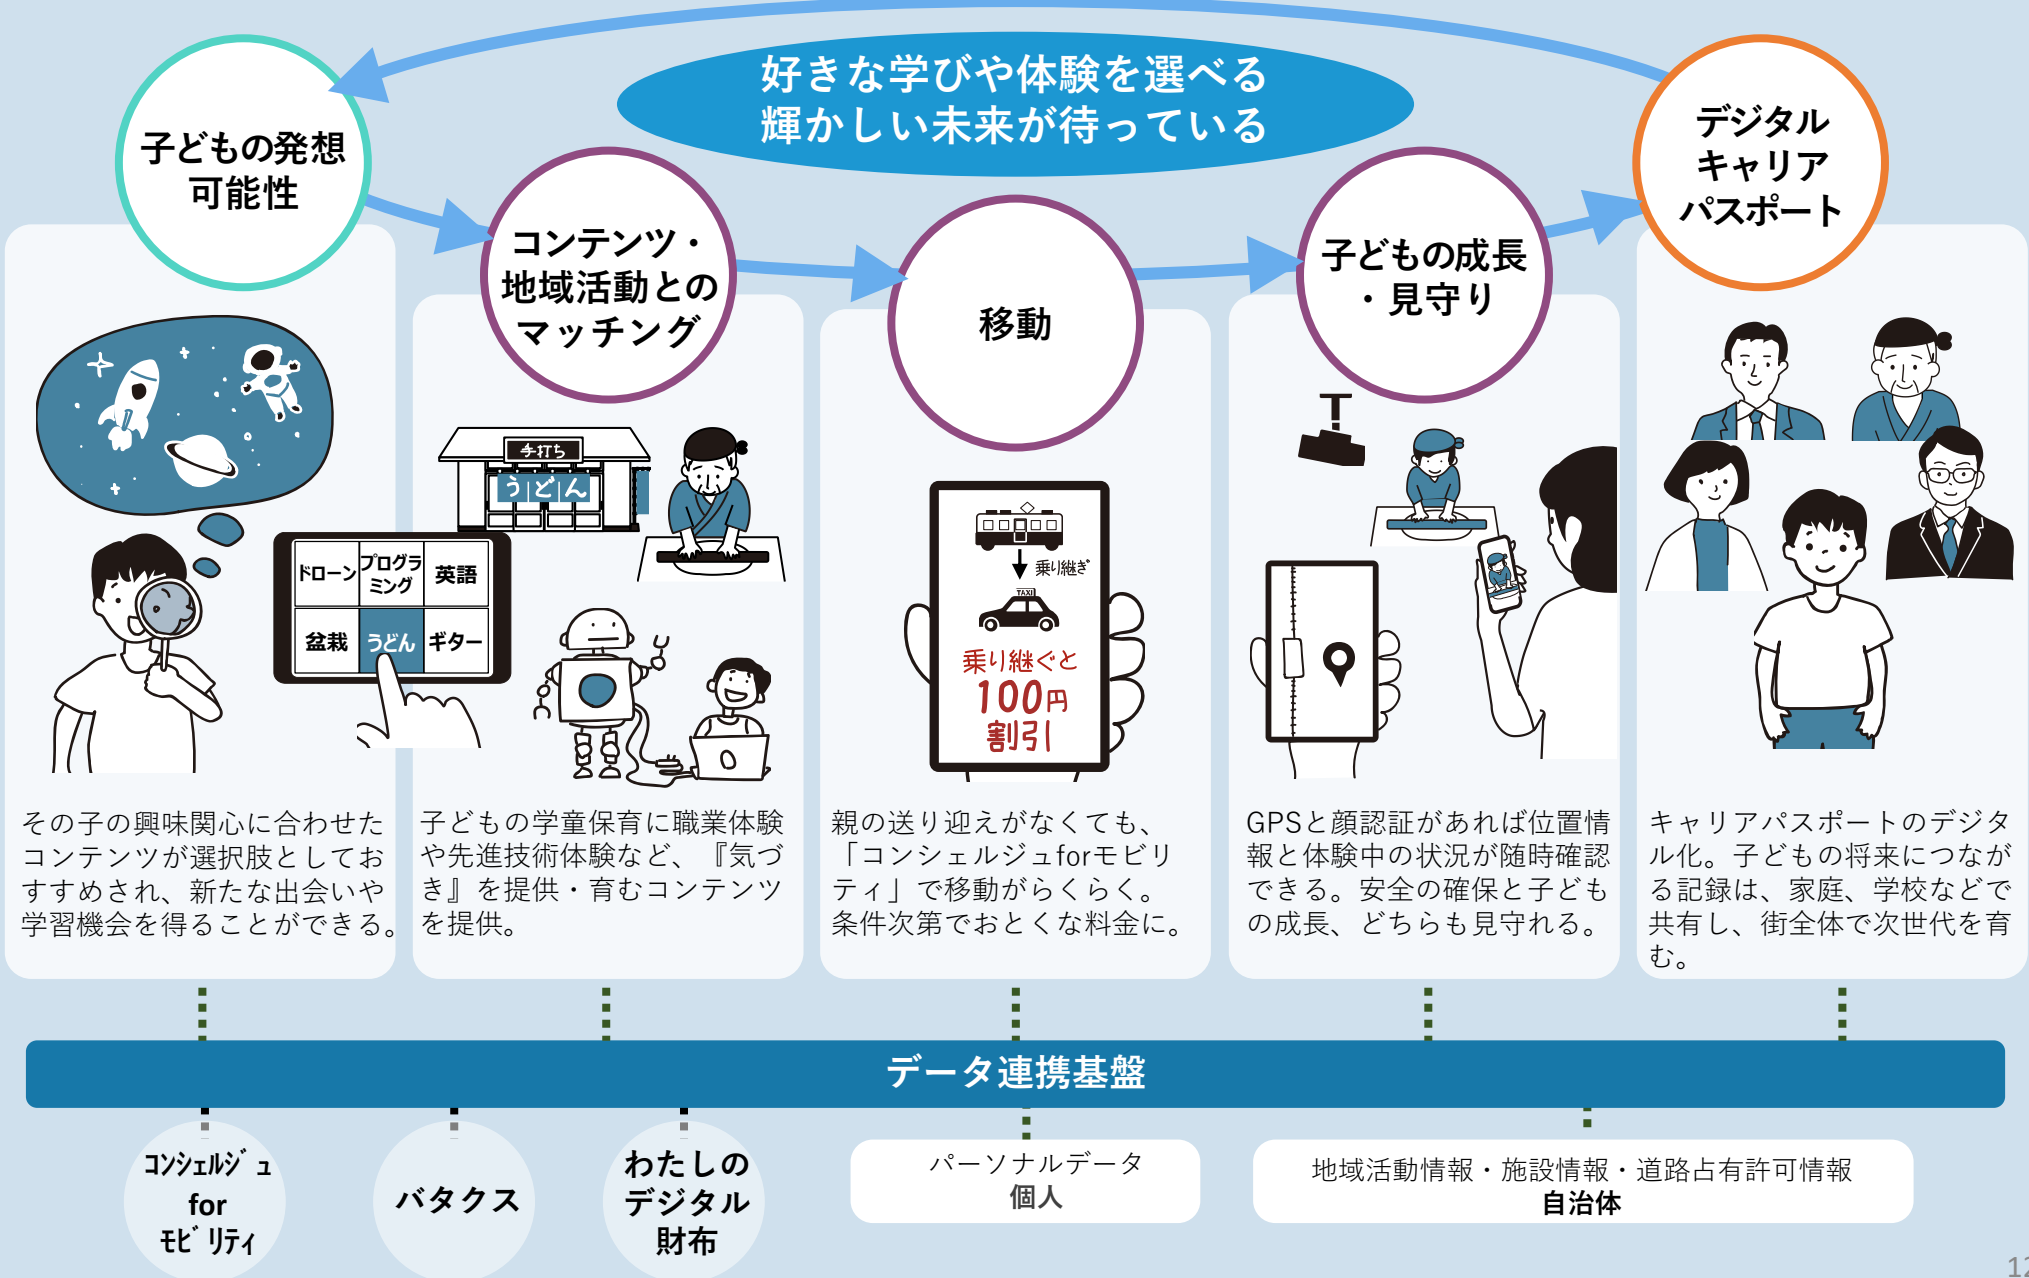 好きな学びや体験を選べる
輝かしい未来が待っている
子どもの発想
可能性
コンテンツ・
地域活動との
マッチング
移動
子どもの成長
・見守り
デジタル
キャリア
パスポート
ドローン
プログラ
ミング
英語
盆栽
うどん
ギター
手打ち
うどん
乗り継ぎ
TAXI
乗り継ぐと
100円
割引
その子の興味関心に合わせた
コンテンツが選択肢としてお
すすめされ、新たな出会いや
学習機会を得ることができる。
子どもの学童保育に職業体験
や先進技術体験など、『気づ
き』を提供・育むコンテンツ
を提供。
親の送り迎えがなくても、
「コンシェルジュforモビリ
ティ」で移動がらくらく。
条件次第でおとくな料金に。
GPSと顔認証があれば位置情
報と体験中の状況が随時確認
できる。安全の確保と子ども
の成長、どちらも見守れる。
キャリアパスポートのデジタ
ル化。子どもの将来につなが
る記録は、家庭、学校などで
共有し、街全体で次世代を育
む。
データ連携基盤
ｺﾝｼｪﾙｼﾞｭ
for
ﾓﾋﾞﾘﾃｨ
バタクス
わたしの
デジタル
財布
パーソナルデータ
個人
地域活動情報・施設情報・道路占有許可情報
自治体
12